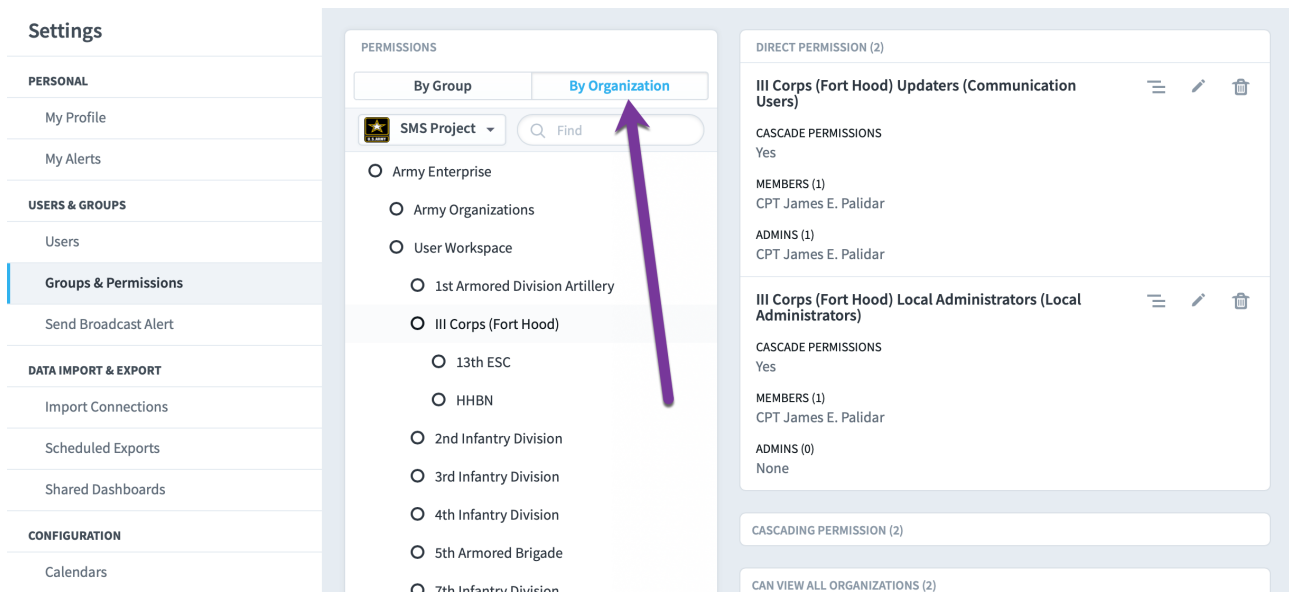 Settings
PERSONAL
My Profile
My Alerts
USERS & GROUPS
Users
Groups & Permissions
Send Broadcast Alert
DATA IMPORT & EXPORT
Import Connections
Scheduled Exports
Shared Dashboards
CONFIGURATION
Calendars
PERMISSIONS
By Group By Organization
SMS Project Find
Army Enterprise
Army Organizations
User Workspace
1st Armored Division Artillery
III Corps (Fort Hood)
13th ESC
HHBN
2nd Infantry Division
3rd Infantry Division
4th Infantry Division
5th Armored Brigade
7th Infantry Division
DIRECT PERMISSION (2)
III Corps (Fort Hood) Updaters (Communication
Users)
CASCADE PERMISSIONS
Yes
MEMBERS (1)
CPT James E. Palidar
ADMINS (1)
CPT James E. Palidar
III Corps (Fort Hood) Local Administrators (Local
Administrators)
CASCADE PERMISSIONS
Yes
MEMBERS (1)
CPT James E. Palidar
ADMINS (0)
None
CASCADING PERMISSION (2)
CAN VIEW ALL ORGANIZATIONS (2)